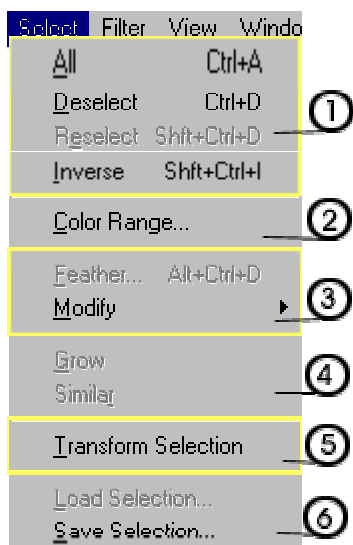 Select Filter View Windo
All Ctrl+A
Deselect Ctrl+D
Reselect Shft+Ctrl+D
1
Inverse Shft+Ctrl+I
Color Range...
2
Feather... Alt+Ctrl+D
Modify
3
Grow
4
Similar
Transform Selection
5
Load Selection...
6
Save Selection...